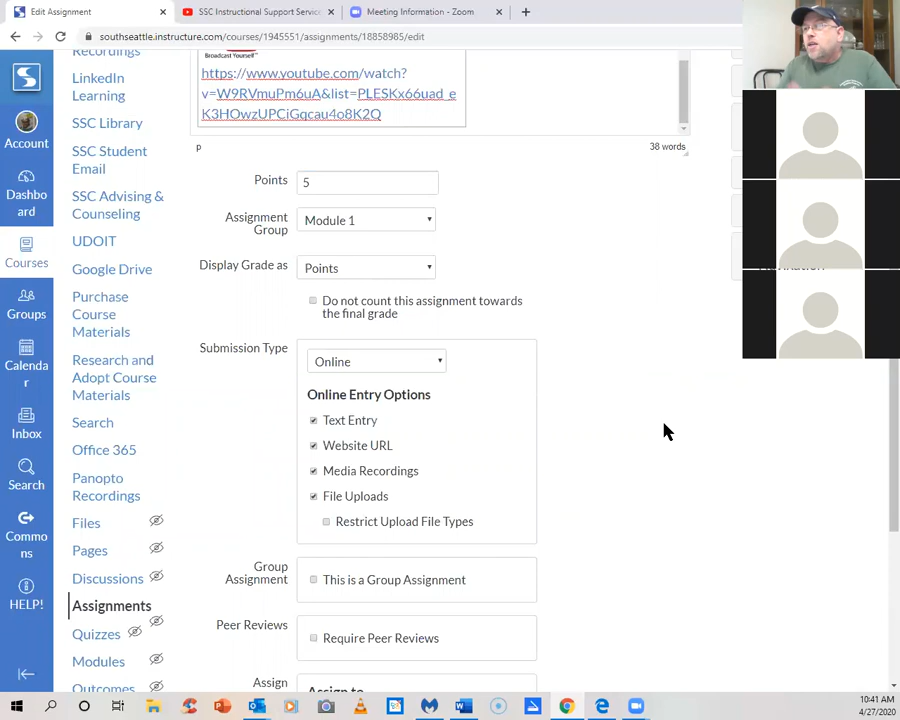 Edit Assignment
SSC Instructional Support Service
Meeting Information - Zoom
southseattle.instructure.com/courses/1945551/assignments/18858985/edit
Recordings
LinkedIn
Learning
SSC Library
SSC Student
Email
SSC Advising &
Counseling
UDOIT
Google Drive
Purchase
Course
Materials
Research and
Adopt Course
Materials
Search
Office 365
Panopto
Recordings
Files
Pages
Discussions
Assignments
Quizzes
Modules
Outcomes
Account
Dashbo
ard
Courses
Groups
Calenda
r
Inbox
Search
Commo
ns
HELP!
Broadcast Yourself™
https://www.youtube.com/watch?
v=W9RVmuPm6uA&list=PLESKx66uad_e
K3HOwzUPCiGqcau4o8K2Q
p
38 words
Points
5
Assignment
Group
Module 1
Display Grade as
Points
Do not count this assignment towards
the final grade
Submission Type
Online
Online Entry Options
Text Entry
Website URL
Media Recordings
File Uploads
Restrict Upload File Types
Group
Assignment
This is a Group Assignment
Peer Reviews
Require Peer Reviews
Assign
Assign to
10:41 AM
4/27/2020